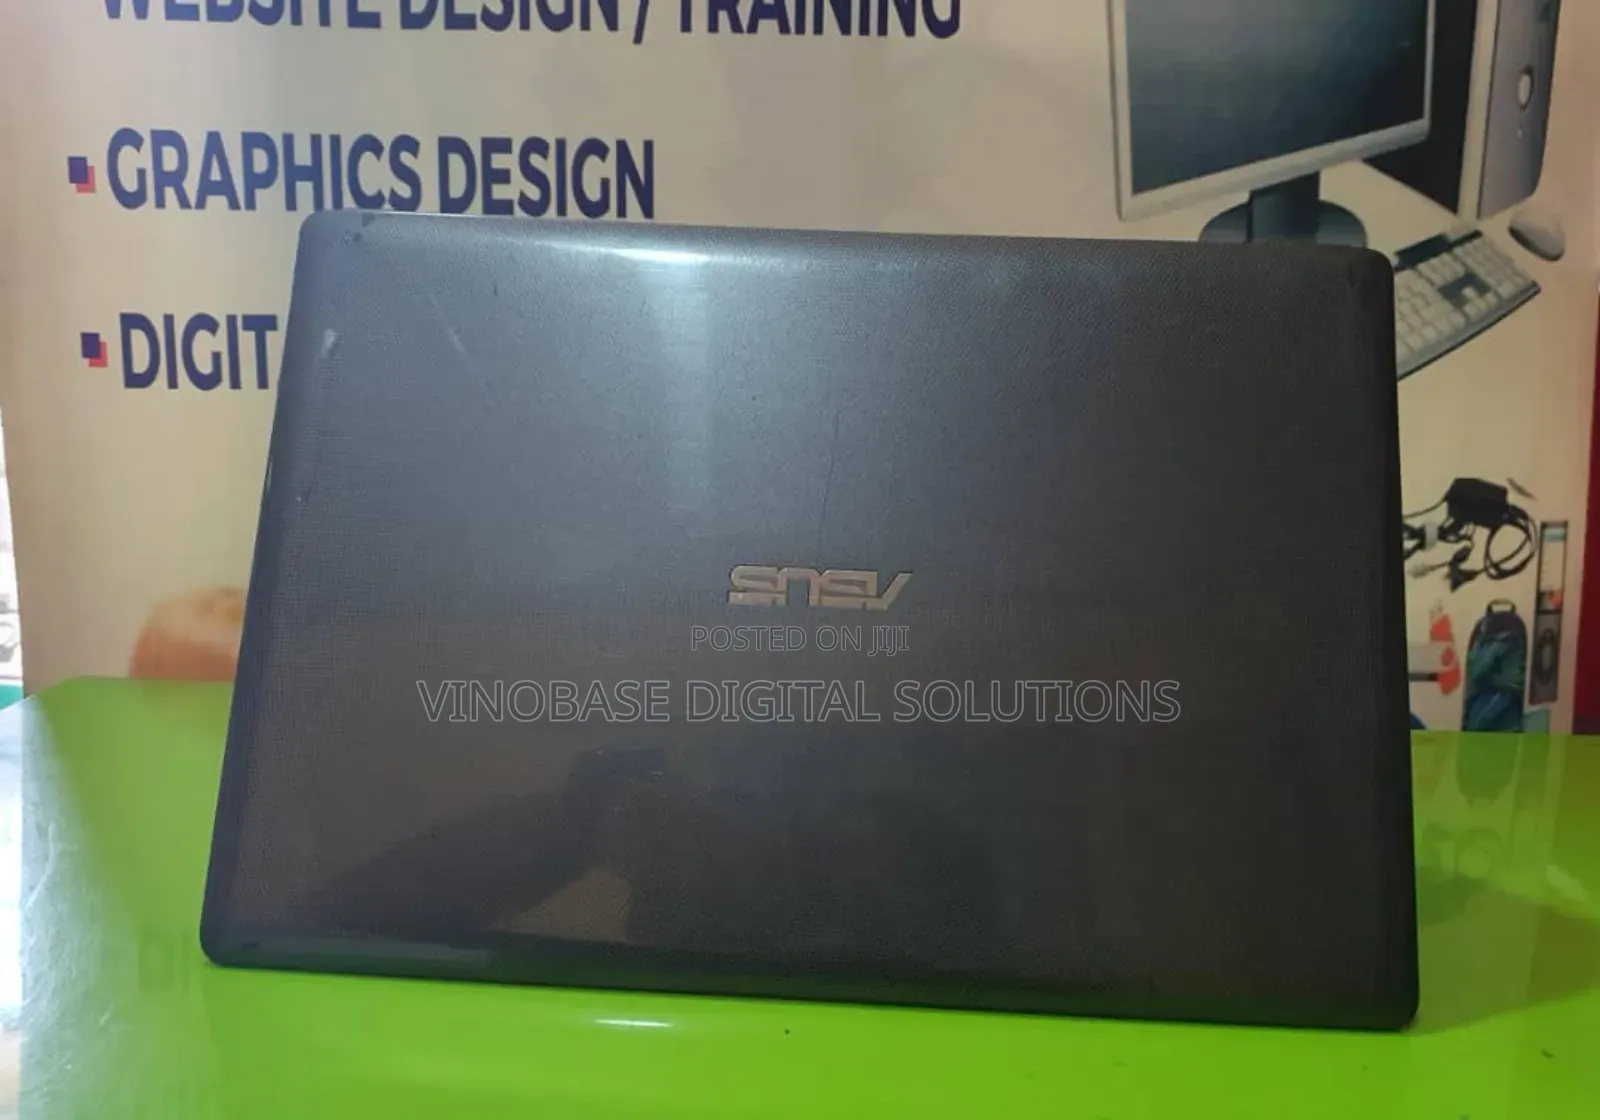 WEBSITE DESIGN / TRAINING
GRAPHICS DESIGN
DIGIT
ASUS
POSTED ON JIJI
VINOBASE DIGITAL SOLUTIONS